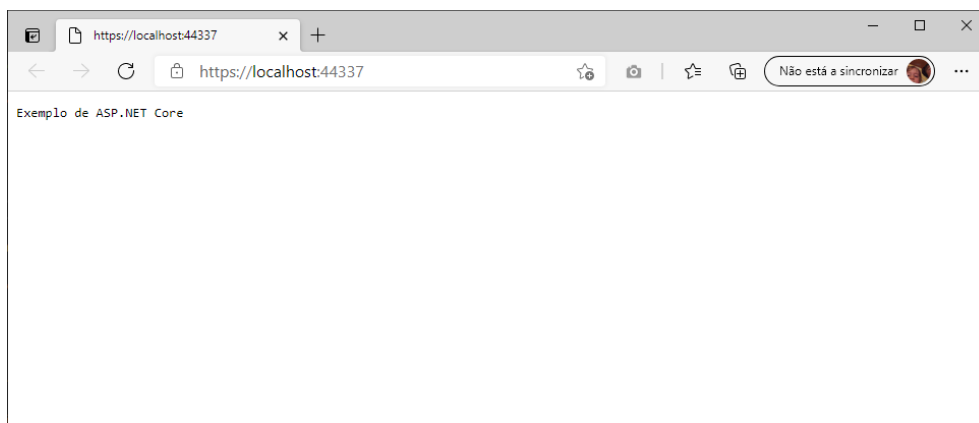 https://localhost:44337
https://localhost:44337
Não está a sincronizar
Exemplo de ASP.NET Core